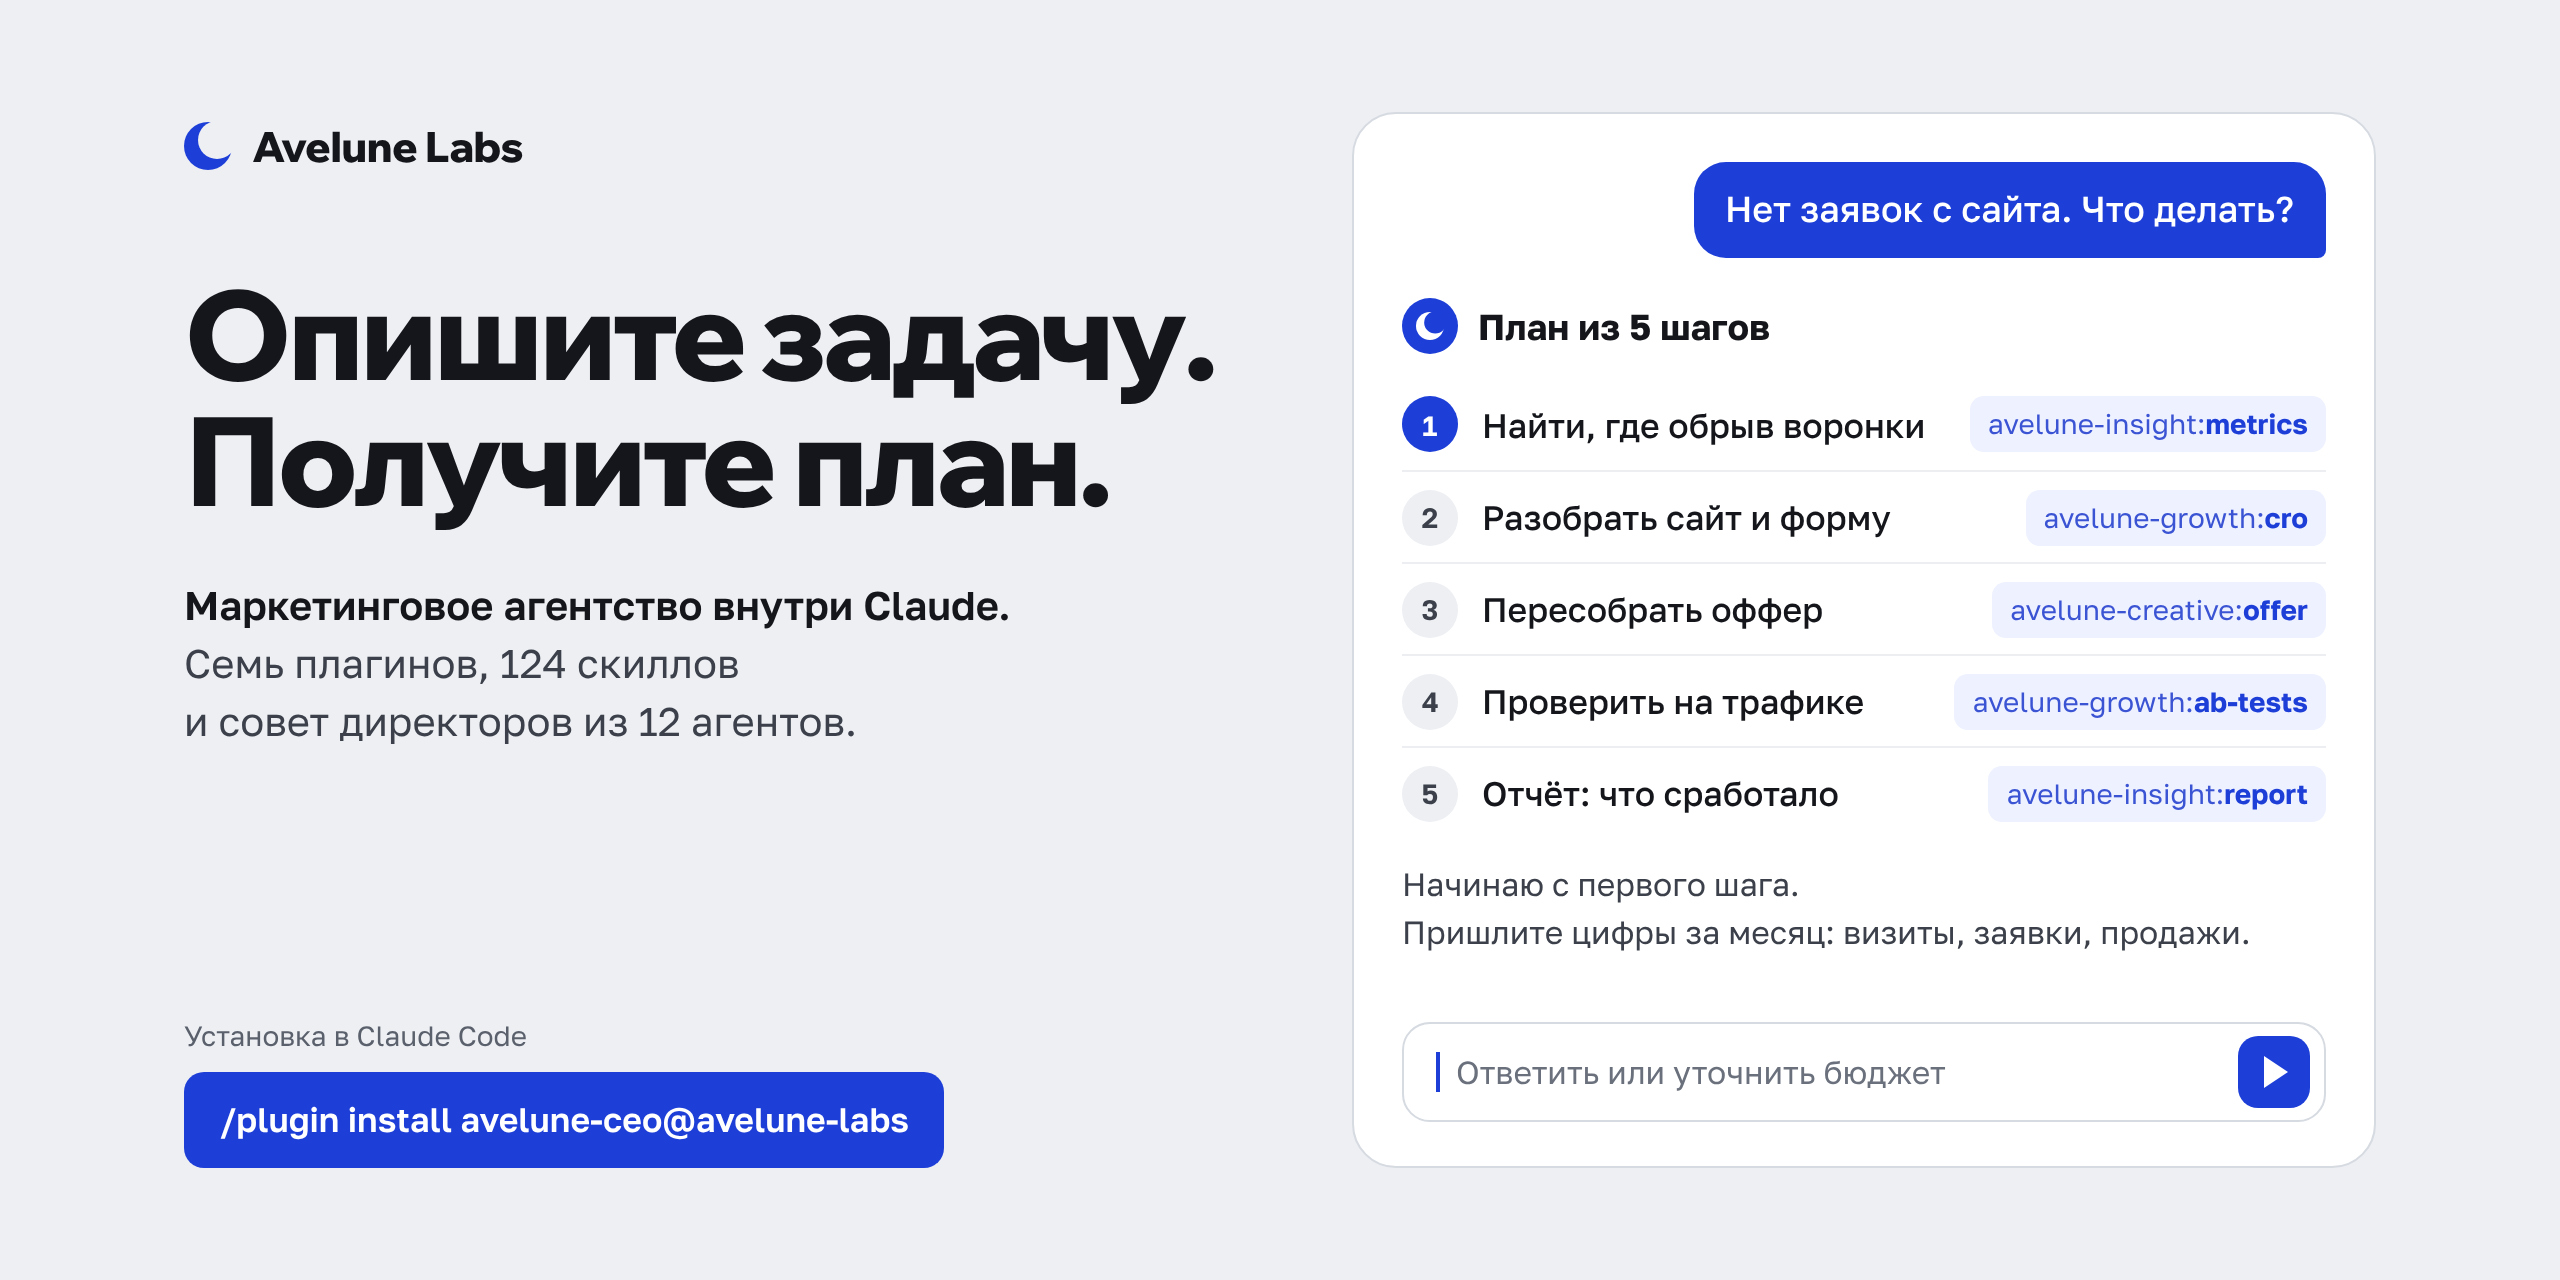 Avelune Labs
Опишите задачу.
Получите план.
Маркетинговое агентство внутри Claude.
Семь плагинов, 124 скиллов
и совет директоров из 12 агентов.
Установка в Claude Code
/plugin install avelune-ceo@avelune-labs
Нет заявок с сайта. Что делать?
План из 5 шагов
1 Найти, где обрыв воронки avelune-insight:metrics
2 Разобрать сайт и форму avelune-growth:cro
3 Пересобрать оффер avelune-creative:offer
4 Проверить на трафике avelune-growth:ab-tests
5 Отчёт: что сработало avelune-insight:report
Начинаю с первого шага.
Пришлите цифры за месяц: визиты, заявки, продажи.
Ответить или уточнить бюджет